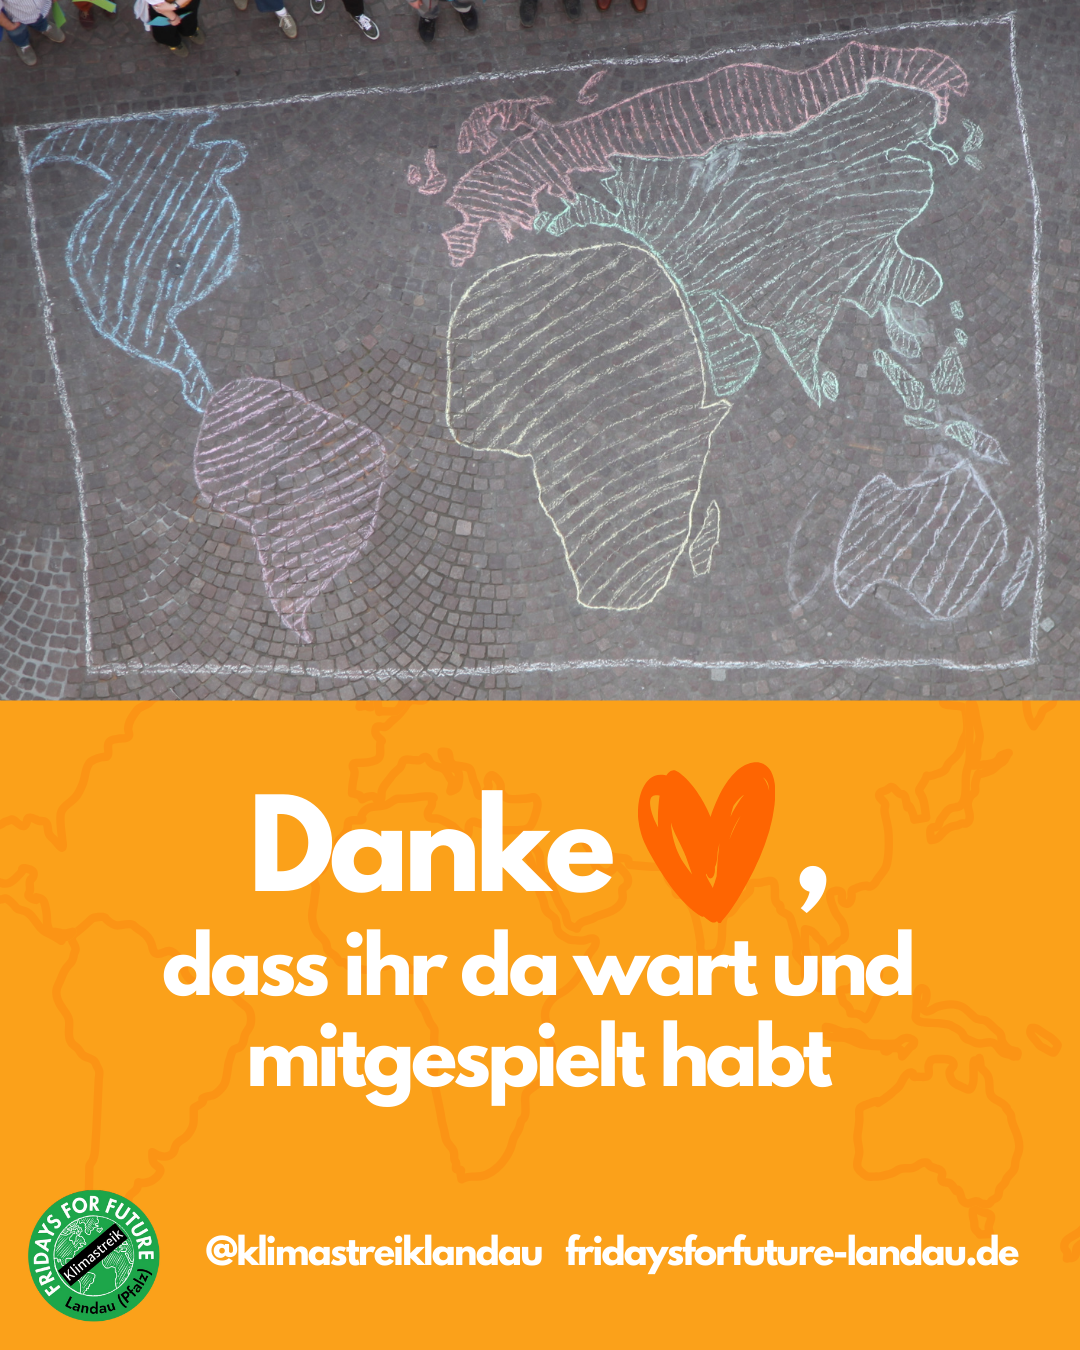 Danke ,
dass ihr da wart und
mitgespielt habt
FRIDAYS FOR FUTURE
Klimastreik
Landau (Pfalz)
@klimastreiklandau fridaysforfuture-landau.de